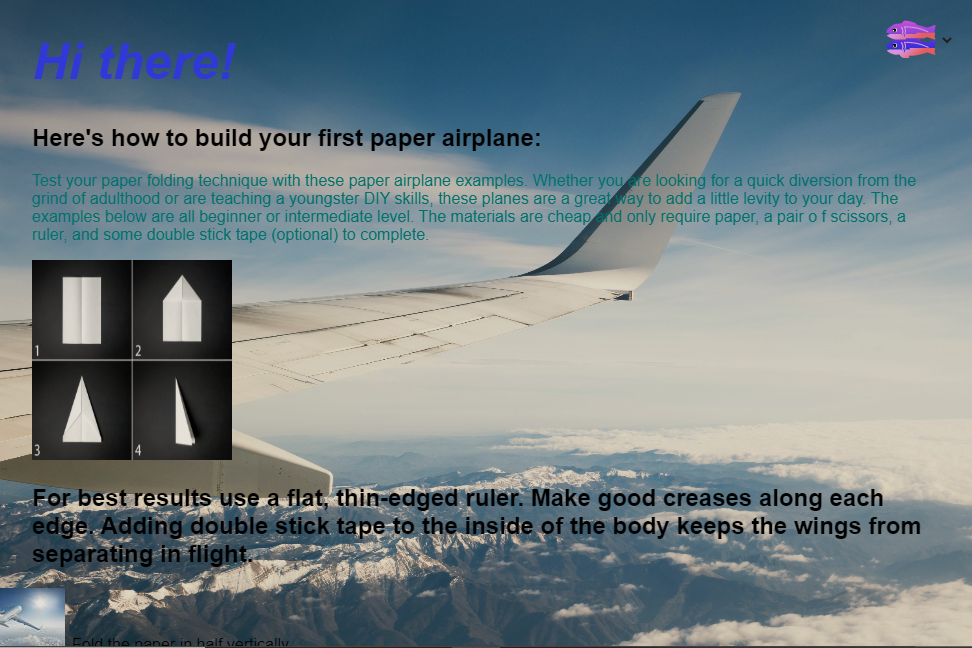 Hi there!
Here's how to build your first paper airplane:
Test your paper folding technique with these paper airplane examples. Whether you are looking for a quick diversion from the
grind of adulthood or are teaching a youngster DIY skills, these planes are a great way to add a little levity to your day. The
examples below are all beginner or intermediate level. The materials are cheap and only require paper, a pair o f scissors, a
ruler, and some double stick tape (optional) to complete.
1 2
3 4
For best results use a flat, thin-edged ruler. Make good creases along each
edge. Adding double stick tape to the inside of the body keeps the wings from
separating in flight.
Fold the paper in half vertically